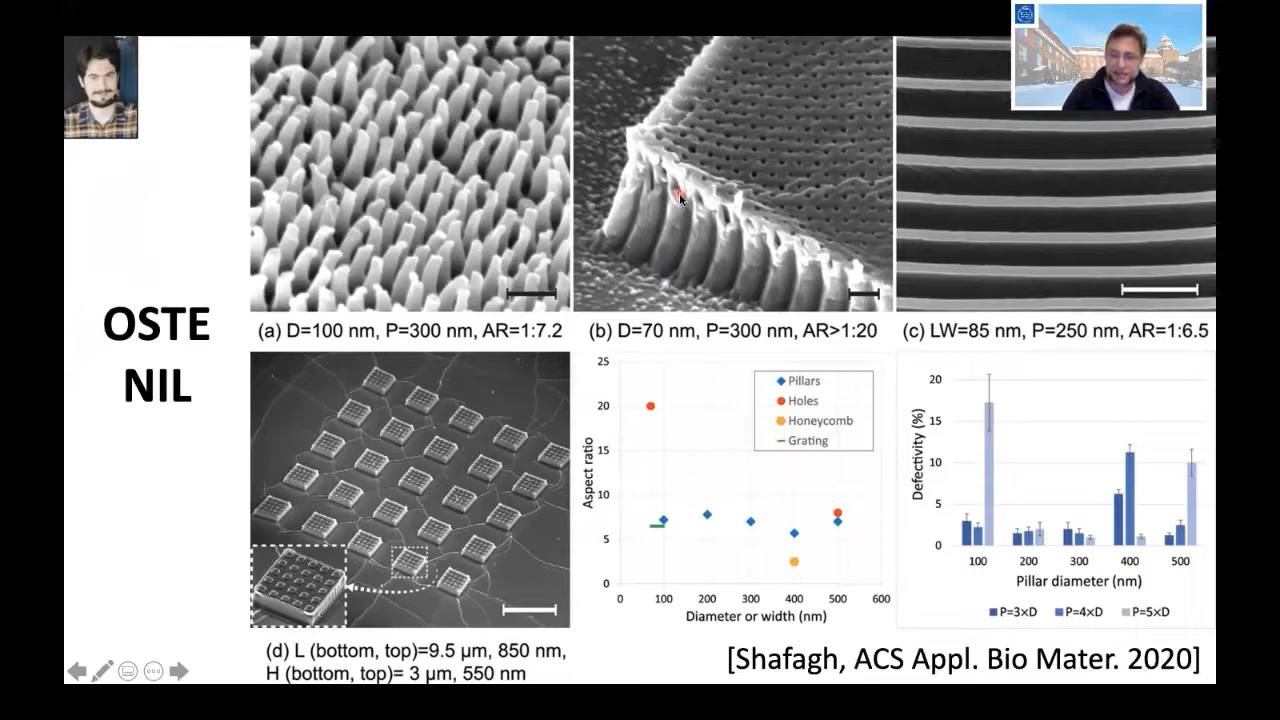 OSTE
NIL
(a) D=100 nm, P=300 nm, AR=1:7.2
(b) D=70 nm, P=300 nm, AR>1:20
(c) LW=85 nm, P=250 nm, AR=1:6.5
(d) L (bottom, top)=9.5 µm, 850 nm,
H (bottom, top)= 3 µm, 550 nm
Aspect ratio
25
20
15
10
5
0
0 100 200 300 400 500 600
Diameter or width (nm)
Pillars
Holes
Honeycomb
Grating
Defectivity (%)
20
15
10
5
0
100 200 300 400 500
Pillar diameter (nm)
P=3×D P=4×D P=5×D
[Shafagh, ACS Appl. Bio Mater. 2020]